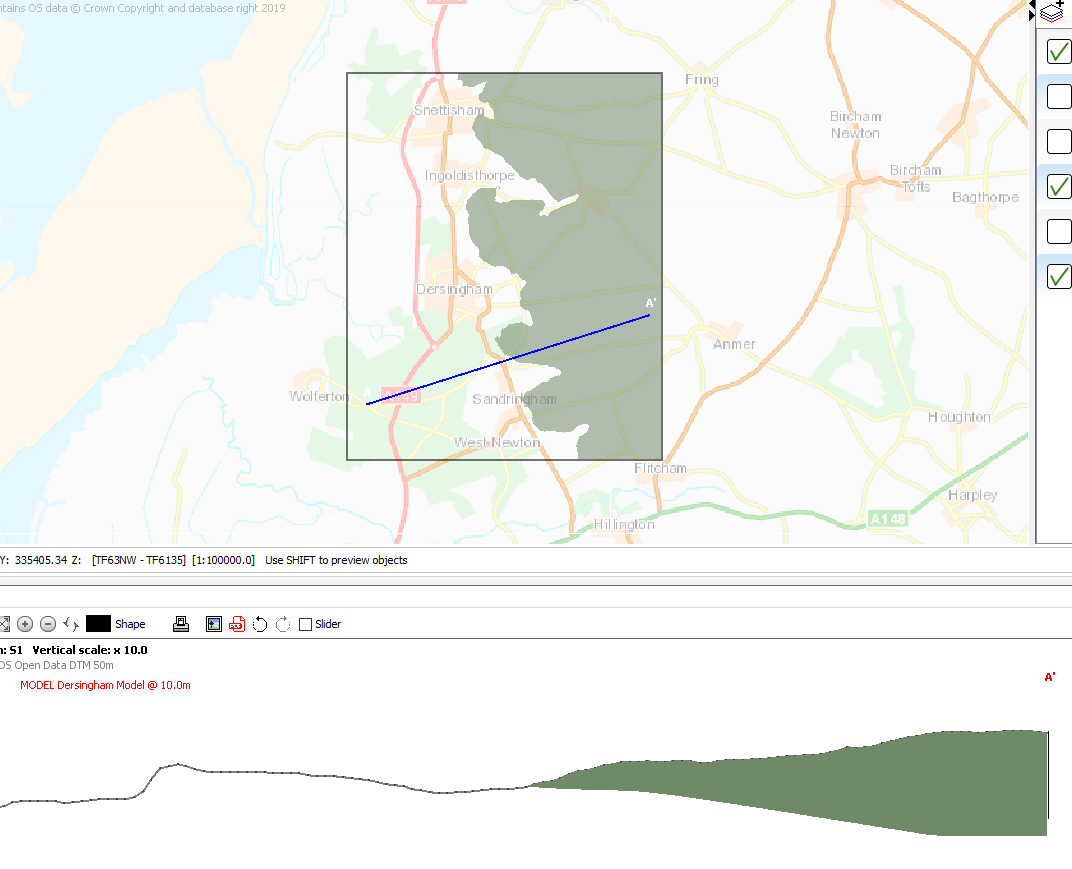 ntains OS data © Crown Copyright and database right 2019
Fring
Snettisham
Bircham
Newton
Ingoldisthorpe
Bircham
Tofts
Bagthorpe
Dersingham
A'
Anmer
Wolferton
A
A149
Sandringham
Houghton
West Newton
Flitcham
Harpley
A148
Hillington
Y: 335405.34 Z: [TF63NW - TF6135] [1:100000.0] Use SHIFT to preview objects
Shape
Slider
n: S1 Vertical scale: x 10.0
OS Open Data DTM 50m
MODEL Dersingham Model @ 10.0m
A'